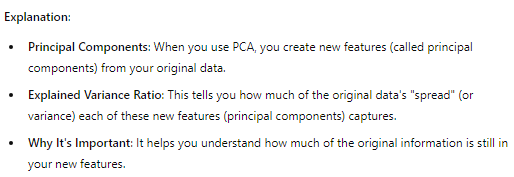 Explanation:
• Principal Components: When you use PCA, you create new features (called principal
components) from your original data.
• Explained Variance Ratio: This tells you how much of the original data's "spread" (or
variance) each of these new features (principal components) captures.
• Why It's Important: It helps you understand how much of the original information is still in
your new features.